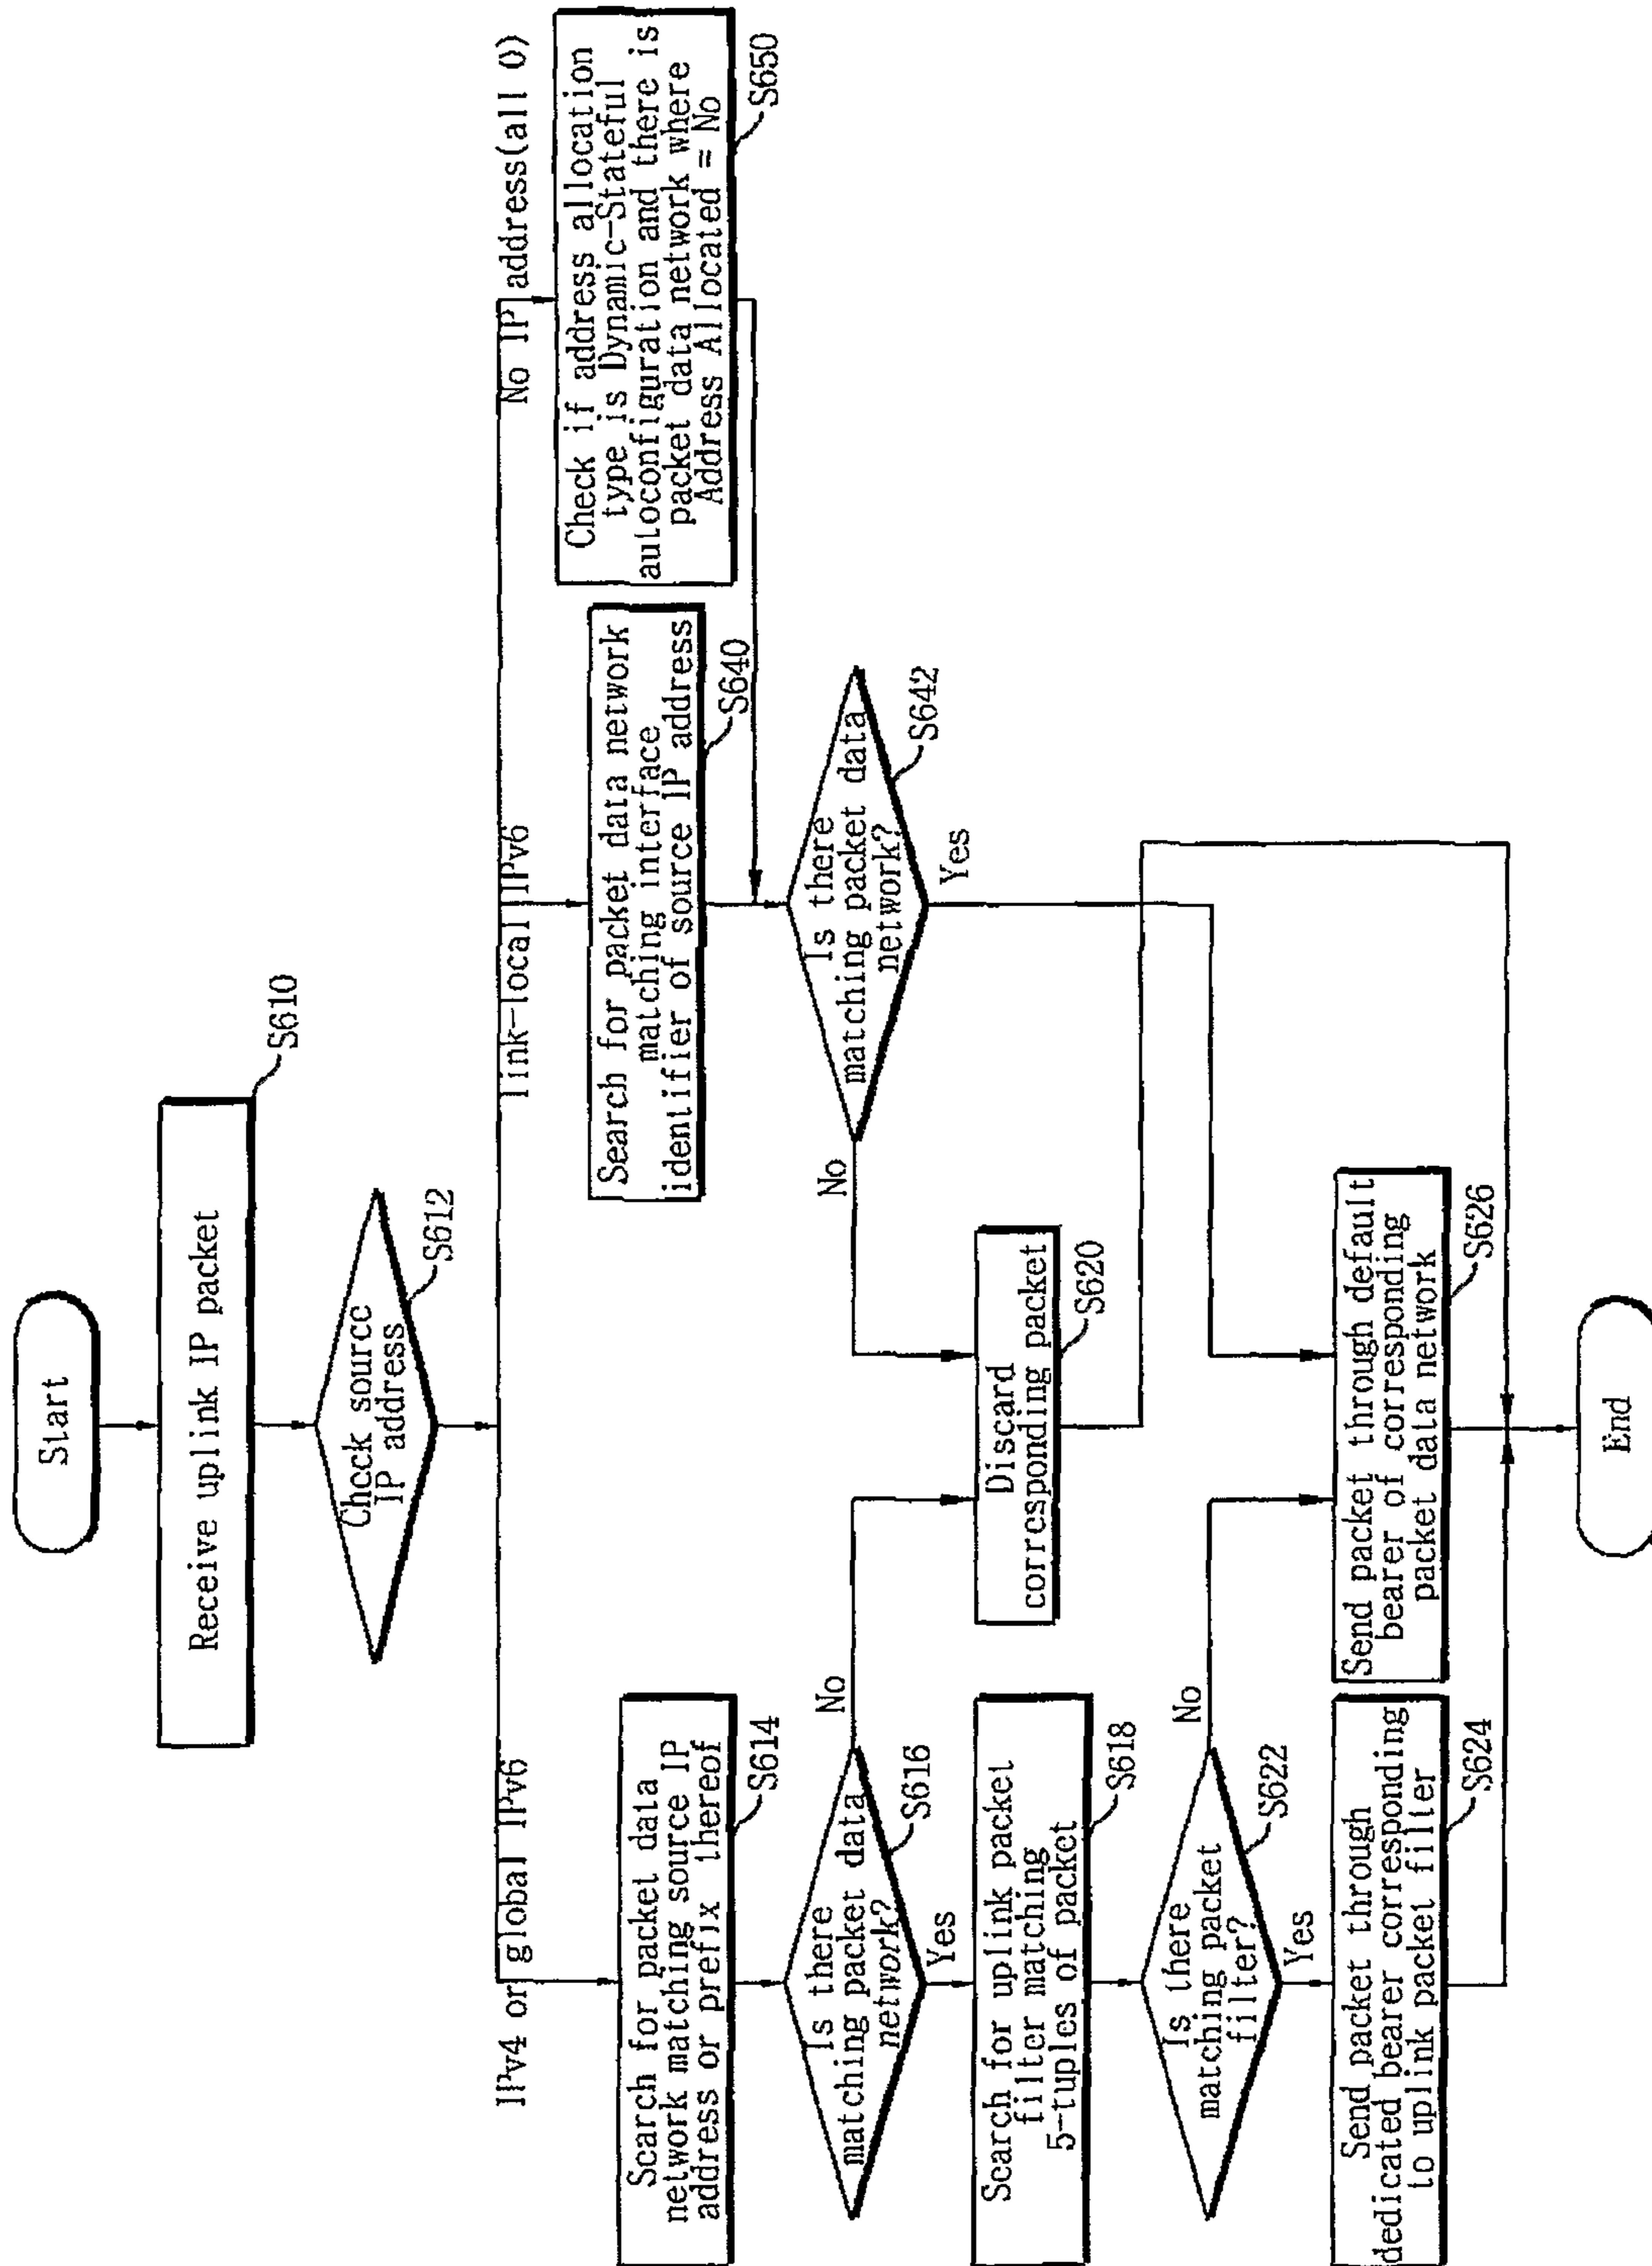 Start
Receive uplink IP packet
S610
Check source
IP address
S612
IPv4 or global IPv6
link-local IPv6
No IP address(all 0)
Search for packet data
network matching source IP
address or prefix thereof
S614
Search for packet data network
matching interface
identifier of source IP address
S640
Check if address allocation
type is Dynamic-Stateful
autoconfiguration and there is
packet data network where
Address Allocated = No
S650
Is there
matching packet data
network?
S616
No
Yes
Is there
matching packet data
network?
S642
No
Yes
Search for uplink packet
filter matching
5-tuples of packet
S618
Discard
corresponding packet
S620
Is there
matching packet
filter?
S622
No
Yes
Send packet through
dedicated bearer corresponding
to uplink packet filter
S624
Send packet through default
bearer of corresponding
packet data network
S626
End